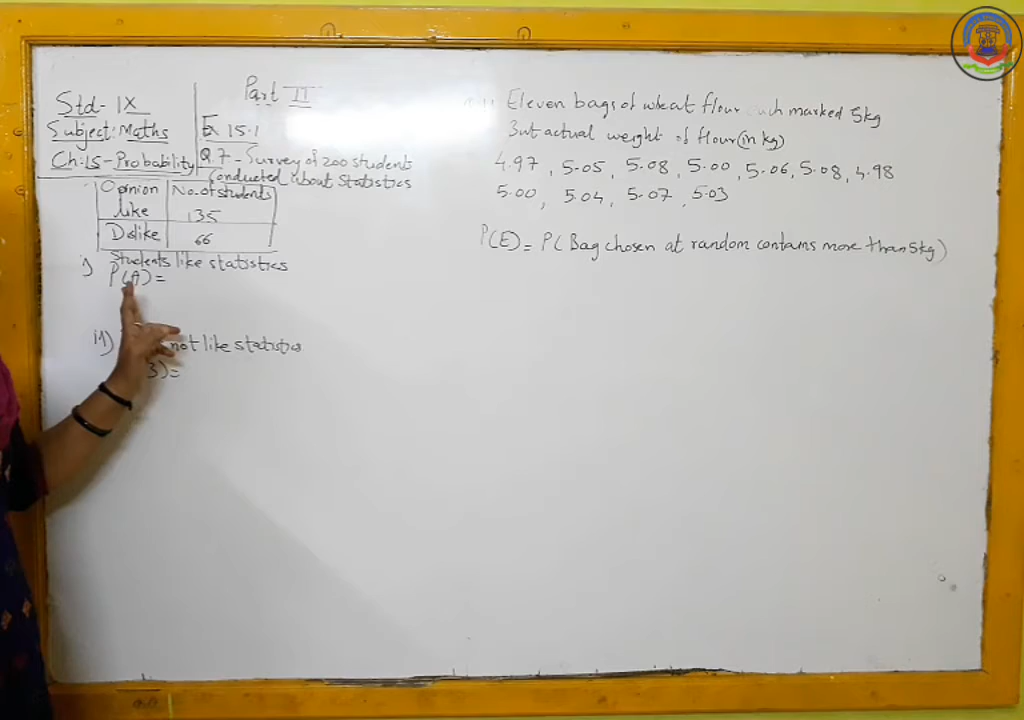 Part II
Std- IX
Subject: Maths
Ch:15-Probability
Ex 15.1
Q.7 - Survey of 200 students
conducted about Statistics
Opinion No. of students
like 135
Dislike 66
i) Students like statistics
P(A) =
ii) not like statistics
) =
Eleven bags of wheat flour each marked 5kg
But actual weight of flour (in kg)
4.97, 5.05, 5.08, 5.00, 5.06, 5.08, 4.98
5.00, 5.04, 5.07, 5.03
P(E) = P( Bag chosen at random contains more than 5kg )